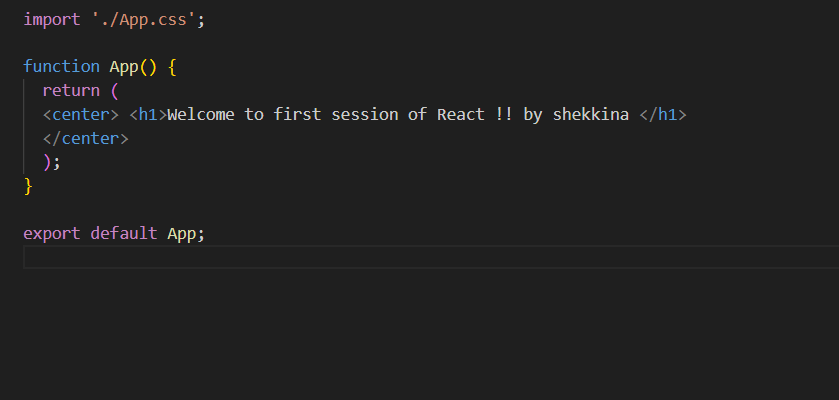 import './App.css';
function App() {
return (
<center> <h1>Welcome to first session of React !! by shekkina </h1>
</center>
);
}
export default App;